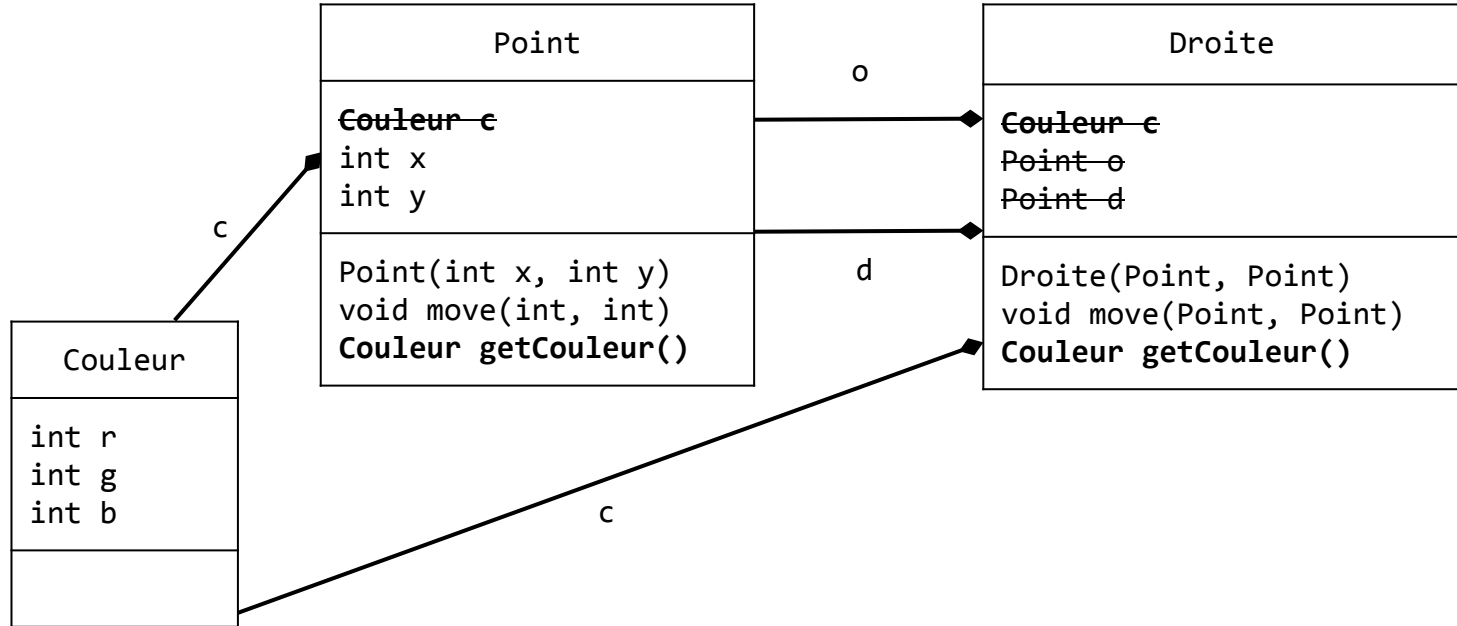 Point
Couleur c
int x
int y
Point(int x, int y)
void move(int, int)
Couleur getCouleur()
o
d
Droite
Couleur c
Point o
Point d
Droite(Point, Point)
void move(Point, Point)
Couleur getCouleur()
c
Couleur
int r
int g
int b
c